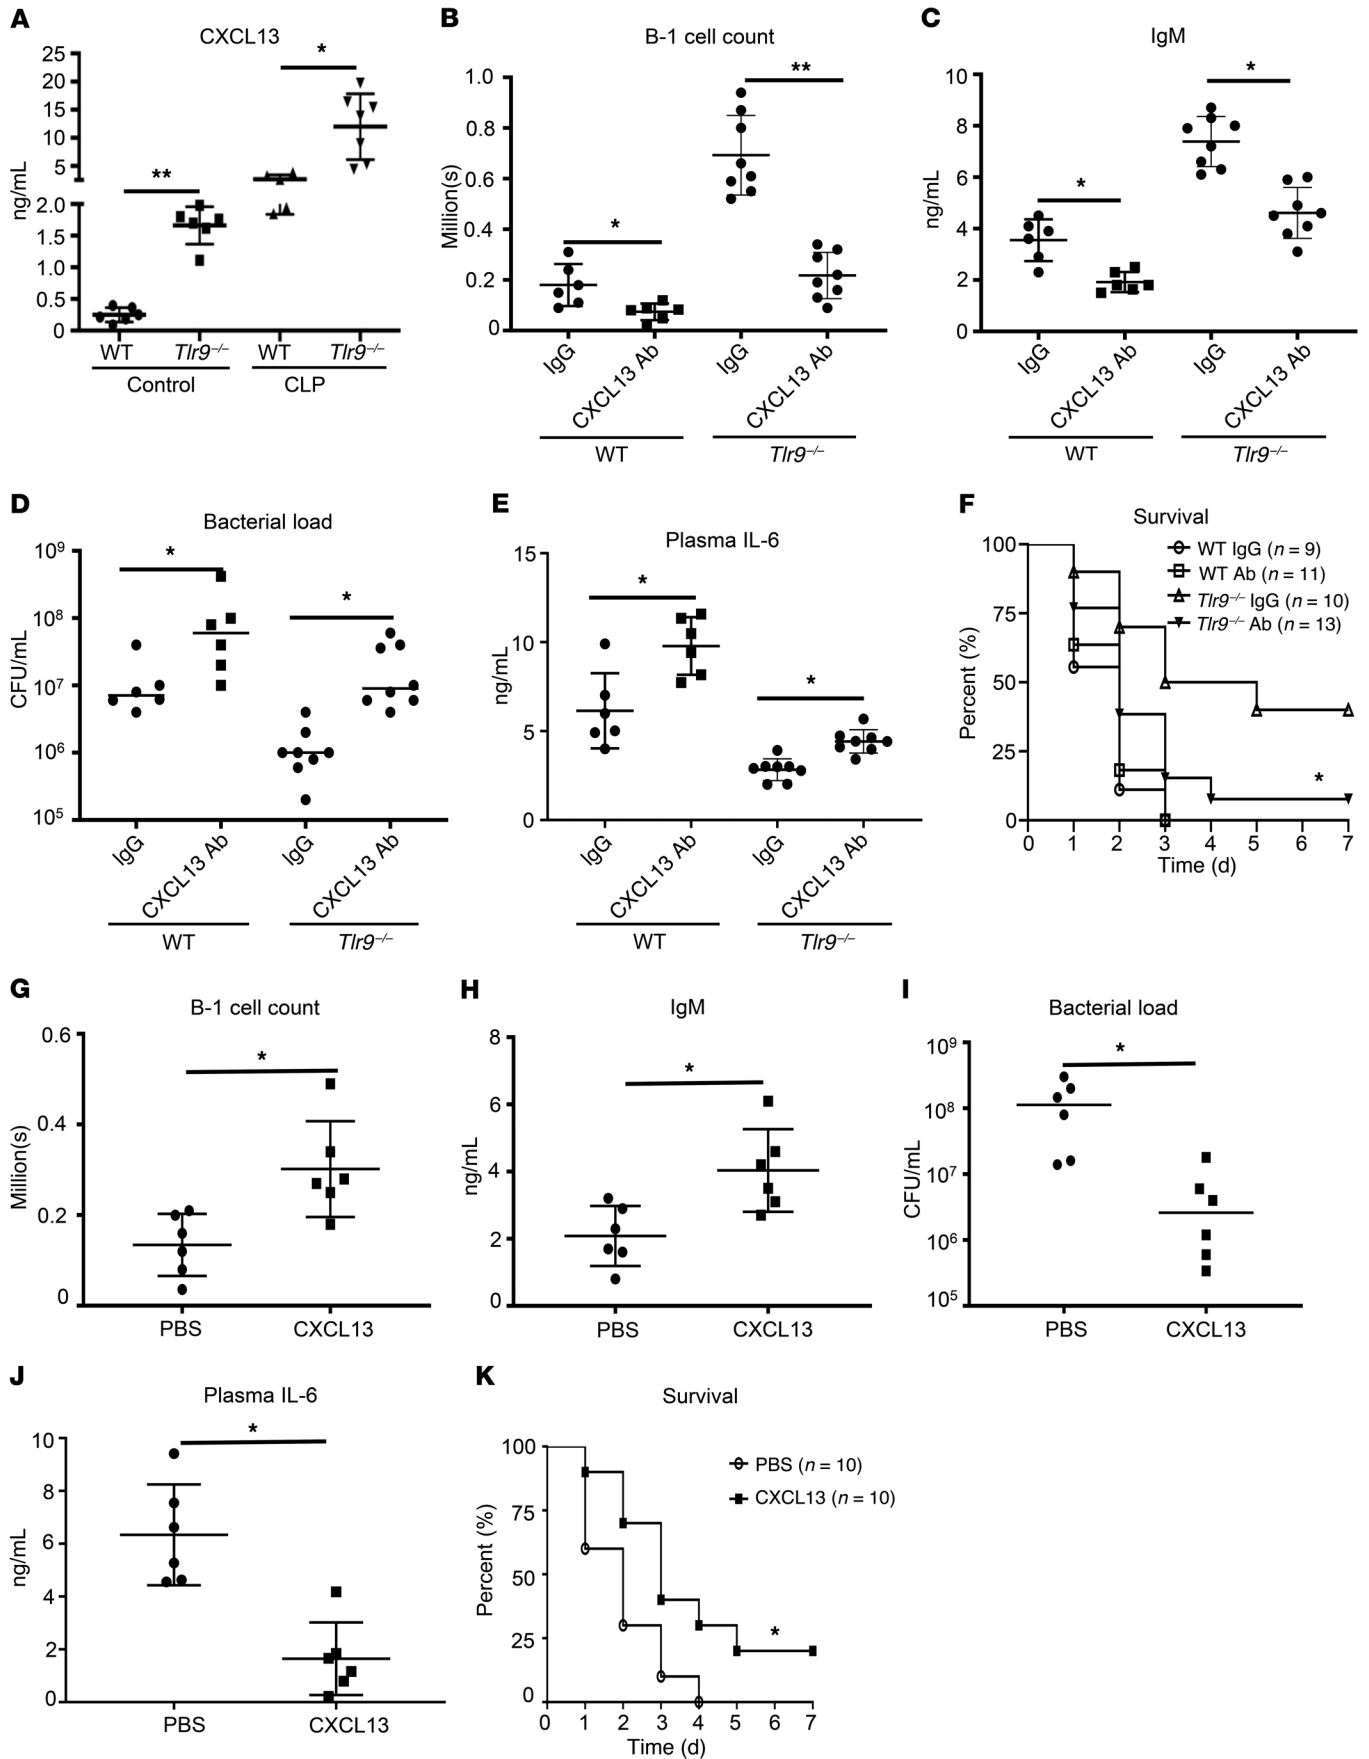 A
CXCL13
25
20
15
10
5
2.0
1.5
1.0
0.5
0
ng/mL
**
*
WT
Tlr9–/–
WT
Tlr9–/–
Control
CLP
B
B-1 cell count
1.0
0.8
0.6
0.4
0.2
0
Million(s)
*
**
IgG
CXCL13 Ab
IgG
CXCL13 Ab
WT
Tlr9–/–
C
IgM
10
8
6
4
2
0
ng/mL
*
*
IgG
CXCL13 Ab
IgG
CXCL13 Ab
WT
Tlr9–/–
D
Bacterial load
10⁹
10⁸
10⁷
10⁶
10⁵
CFU/mL
*
*
IgG
CXCL13 Ab
IgG
CXCL13 Ab
WT
Tlr9–/–
E
Plasma IL-6
15
10
5
0
ng/mL
*
*
IgG
CXCL13 Ab
IgG
CXCL13 Ab
WT
Tlr9–/–
F
Survival
100
75
50
25
0
Percent (%)
WT IgG (n = 9)
WT Ab (n = 11)
Tlr9–/– IgG (n = 10)
Tlr9–/– Ab (n = 13)
*
0 1 2 3 4 5 6 7
Time (d)
G
B-1 cell count
0.6
0.4
0.2
0
Million(s)
*
PBS
CXCL13
H
IgM
8
6
4
2
0
ng/mL
*
PBS
CXCL13
I
Bacterial load
10⁹
10⁸
10⁷
10⁶
10⁵
CFU/mL
*
PBS
CXCL13
J
Plasma IL-6
10
8
6
4
2
0
ng/mL
*
PBS
CXCL13
K
Survival
100
75
50
25
0
Percent (%)
PBS (n = 10)
CXCL13 (n = 10)
*
0 1 2 3 4 5 6 7
Time (d)